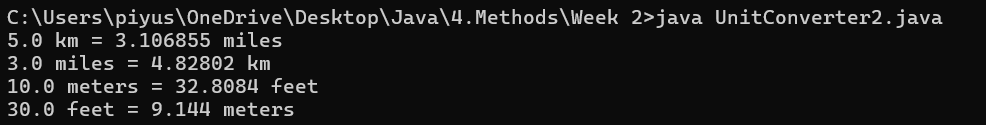 C:\Users\piyus\OneDrive\Desktop\Java\4.Methods\Week 2>java UnitConverter2.java
5.0 km = 3.106855 miles
3.0 miles = 4.82802 km
10.0 meters = 32.8084 feet
30.0 feet = 9.144 meters